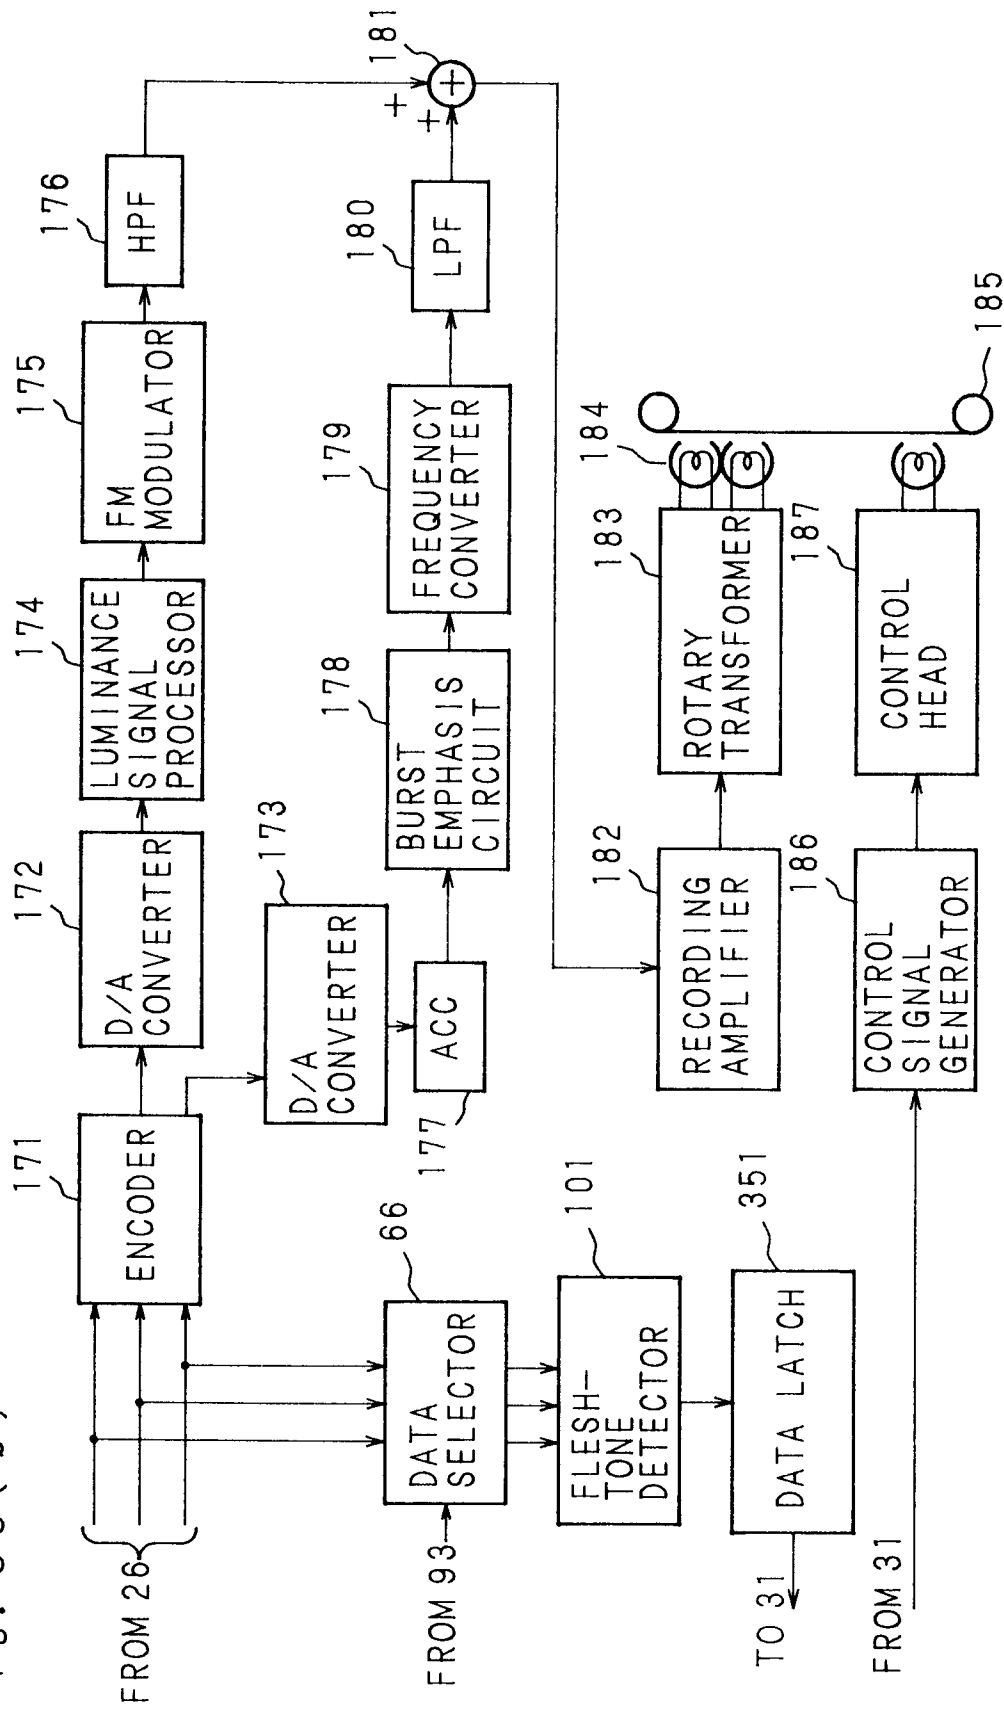 171
172
174
175
176
ENCODER
D/A
CONVERTER
LUMINANCE
SIGNAL
PROCESSOR
FM
MODULATOR
HPF
FROM 26
173
D/A
CONVERTER
181
+
+
+
66
177
178
179
180
FROM 93
DATA
SELECTOR
ACC
BURST
EMPHASIS
CIRCUIT
FREQUENCY
CONVERTER
LPF
101
FLESH-
TONE
DETECTOR
182
183
184
RECORDING
AMPLIFIER
ROTARY
TRANSFORMER
351
DATA LATCH
TO 31
186
187
185
FROM 31
CONTROL
SIGNAL
GENERATOR
CONTROL
HEAD